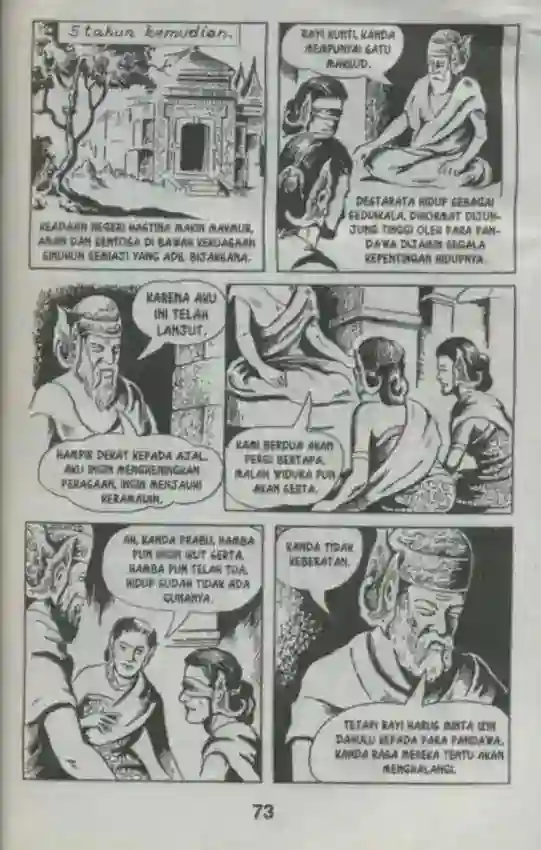 5 tahun kemudian.
KEADAAN NEGERI HASTINA MAKIN MAKMUR,
AMAN DAN SENTOSA DI BAWAH KEKUASAAN
SINUHUN SEMIAJI YANG ADIL BIJAKSANA.
RAYI KUNTI, KANDA
MEMPUNYAI SATU
MAKSUD.
DESTARATA HIDUP SEBAGAI
SEDIAKALA, DIHORMAT DIJUN-
JUNG TINGGI OLEH PARA PAN-
DAWA DIJAMIN SEGALA
KEPENTINGAN HIDUPNYA.
KARENA AKU
INI TELAH
LANJUT,
HAMPIR DEKAT KEPADA AJAL,
AKU INGIN MENGHENINGKAN
PERASAAN, INGIN MENJAUHI
KERAMAIAN.
KAMI BERDUA AKAN
PERGI BERTAPA,
MALAH WIDURA PUN
AKAN SERTA.
AH, KANDA PRABU, HAMBA
PUN INGIN IKUT SERTA.
HAMBA PUN TELAH TUA,
HIDUP SUDAH TIDAK ADA
GUNANYA.
KANDA TIDAK
KEBERATAN.
TETAPI RAYI HARUS MINTA IZIN
DAHULU KEPADA PARA PANDAWA,
KANDA RASA MEREKA TENTU AKAN
MENGHALANGI.
73